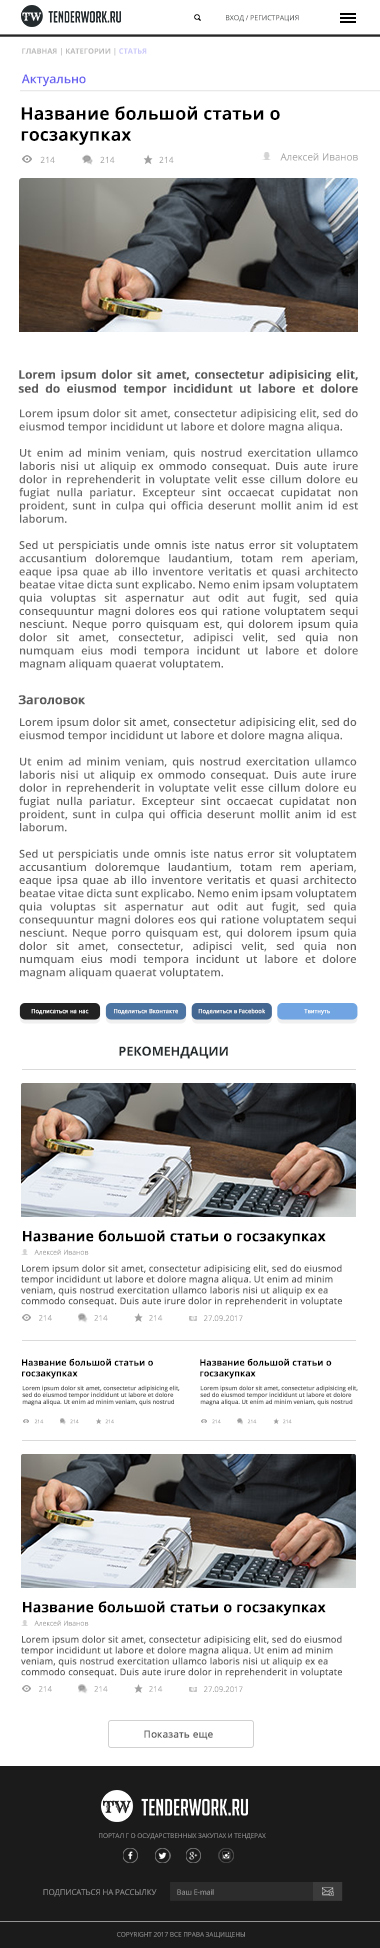 TW TENDERWORK.RU
ВХОД / РЕГИСТРАЦИЯ
ГЛАВНАЯ | КАТЕГОРИИ | СТАТЬЯ
Актуально
Название большой статьи о
госзакупках
214 214 214 Алексей Иванов
Lorem ipsum dolor sit amet, consectetur adipisicing elit,
sed do eiusmod tempor incididunt ut labore et dolore
Lorem ipsum dolor sit amet, consectetur adipisicing elit, sed do
eiusmod tempor incididunt ut labore et dolore magna aliqua.
Ut enim ad minim veniam, quis nostrud exercitation ullamco
laboris nisi ut aliquip ex ommodo consequat. Duis aute irure
dolor in reprehenderit in voluptate velit esse cillum dolore eu
fugiat nulla pariatur. Excepteur sint occaecat cupidatat non
proident, sunt in culpa qui officia deserunt mollit anim id est
laborum.
Sed ut perspiciatis unde omnis iste natus error sit voluptatem
accusantium doloremque laudantium, totam rem aperiam,
eaque ipsa quae ab illo inventore veritatis et quasi architecto
beatae vitae dicta sunt explicabo. Nemo enim ipsam voluptatem
quia voluptas sit aspernatur aut odit aut fugit, sed quia
consequuntur magni dolores eos qui ratione voluptatem sequi
nesciunt. Neque porro quisquam est, qui dolorem ipsum quia
dolor sit amet, consectetur, adipisci velit, sed quia non
numquam eius modi tempora incidunt ut labore et dolore
magnam aliquam quaerat voluptatem.
Заголовок
Lorem ipsum dolor sit amet, consectetur adipisicing elit, sed do
eiusmod tempor incididunt ut labore et dolore magna aliqua.
Ut enim ad minim veniam, quis nostrud exercitation ullamco
laboris nisi ut aliquip ex ommodo consequat. Duis aute irure
dolor in reprehenderit in voluptate velit esse cillum dolore eu
fugiat nulla pariatur. Excepteur sint occaecat cupidatat non
proident, sunt in culpa qui officia deserunt mollit anim id est
laborum.
Sed ut perspiciatis unde omnis iste natus error sit voluptatem
accusantium doloremque laudantium, totam rem aperiam,
eaque ipsa quae ab illo inventore veritatis et quasi architecto
beatae vitae dicta sunt explicabo. Nemo enim ipsam voluptatem
quia voluptas sit aspernatur aut odit aut fugit, sed quia
consequuntur magni dolores eos qui ratione voluptatem sequi
nesciunt. Neque porro quisquam est, qui dolorem ipsum quia
dolor sit amet, consectetur, adipisci velit, sed quia non
numquam eius modi tempora incidunt ut labore et dolore
magnam aliquam quaerat voluptatem.
Подписаться на нас Поделиться Вконтакте Поделиться в Facebook Твитнуть
РЕКОМЕНДАЦИИ
Название большой статьи о госзакупках
Алексей Иванов
Lorem ipsum dolor sit amet, consectetur adipisicing elit, sed do eiusmod
tempor incididunt ut labore et dolore magna aliqua. Ut enim ad minim
veniam, quis nostrud exercitation ullamco laboris nisi ut aliquip ex ea
commodo consequat. Duis aute irure dolor in reprehenderit in voluptate
214 214 214 27.09.2017
Название большой статьи о
госзакупках
Lorem ipsum dolor sit amet, consectetur adipisicing elit,
sed do eiusmod tempor incididunt ut labore et dolore
magna aliqua. Ut enim ad minim veniam, quis nostrud
214 214 214
Название большой статьи о
госзакупках
Lorem ipsum dolor sit amet, consectetur adipisicing elit,
sed do eiusmod tempor incididunt ut labore et dolore
magna aliqua. Ut enim ad minim veniam, quis nostrud
214 214 214
Название большой статьи о госзакупках
Алексей Иванов
Lorem ipsum dolor sit amet, consectetur adipisicing elit, sed do eiusmod
tempor incididunt ut labore et dolore magna aliqua. Ut enim ad minim
veniam, quis nostrud exercitation ullamco laboris nisi ut aliquip ex ea
commodo consequat. Duis aute irure dolor in reprehenderit in voluptate
214 214 214 27.09.2017
Показать еще
TW TENDERWORK.RU
ПОРТАЛ Г О ОСУДАРСТВЕННЫХ ЗАКУПАХ И ТЕНДЕРАХ
ПОДПИСАТЬСЯ НА РАССЫЛКУ Ваш E-mail
COPYRIGHT 2017 ВСЕ ПРАВА ЗАЩИЩЕНЫ